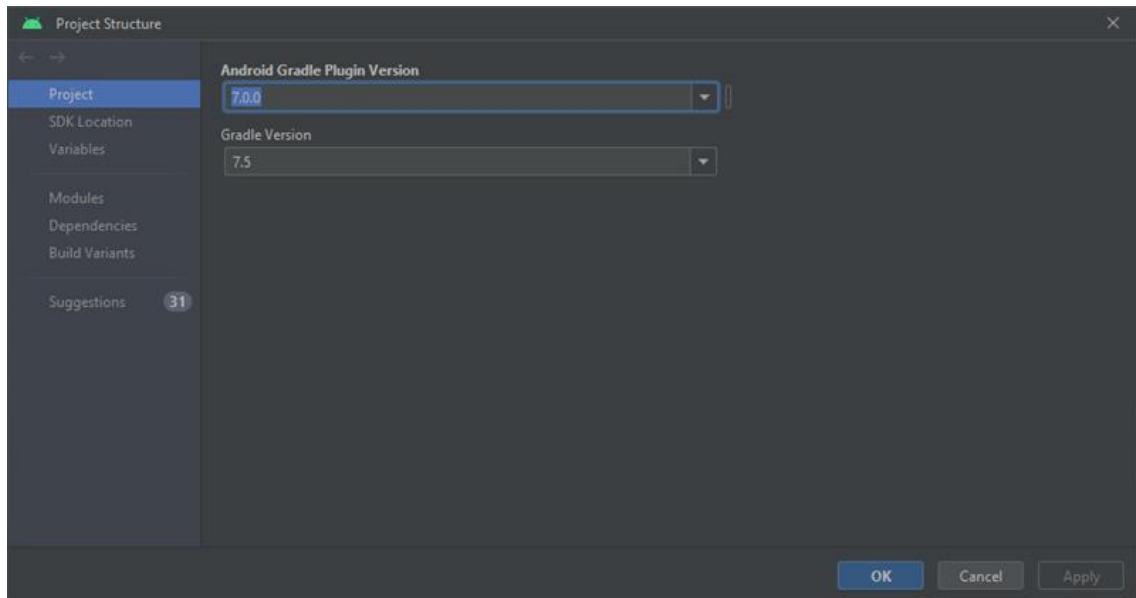 Project Structure
Project
SDK Location
Variables
Modules
Dependencies
Build Variants
Suggestions 31
Android Gradle Plugin Version
7.0.0
Gradle Version
7.5
OK Cancel Apply